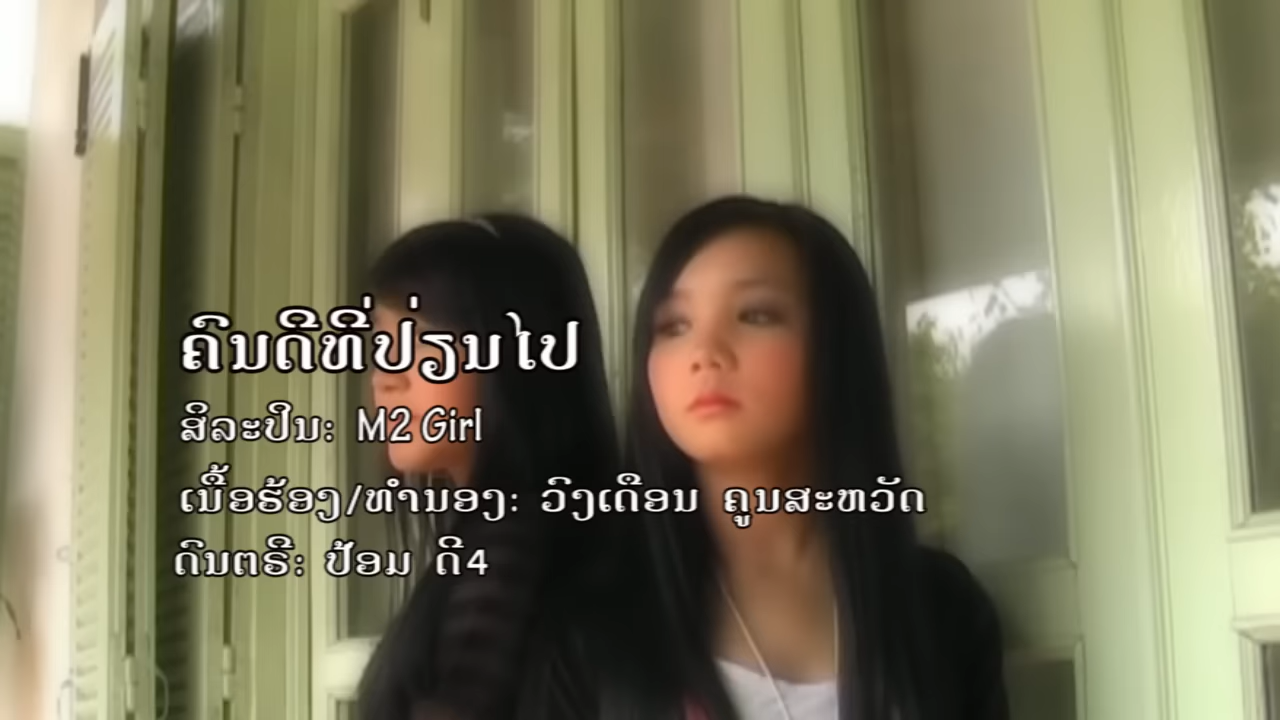 ຄົນດີທີ່ປ່ຽນໄປ
ສິລະປິນ: M2 Girl
ເນື້ອຮ້ອງ/ທຳນອງ: ວົງເດືອນ ຄູນສະຫວັດ
ດົນຕຣີ: ປ້ອມ ດີ4